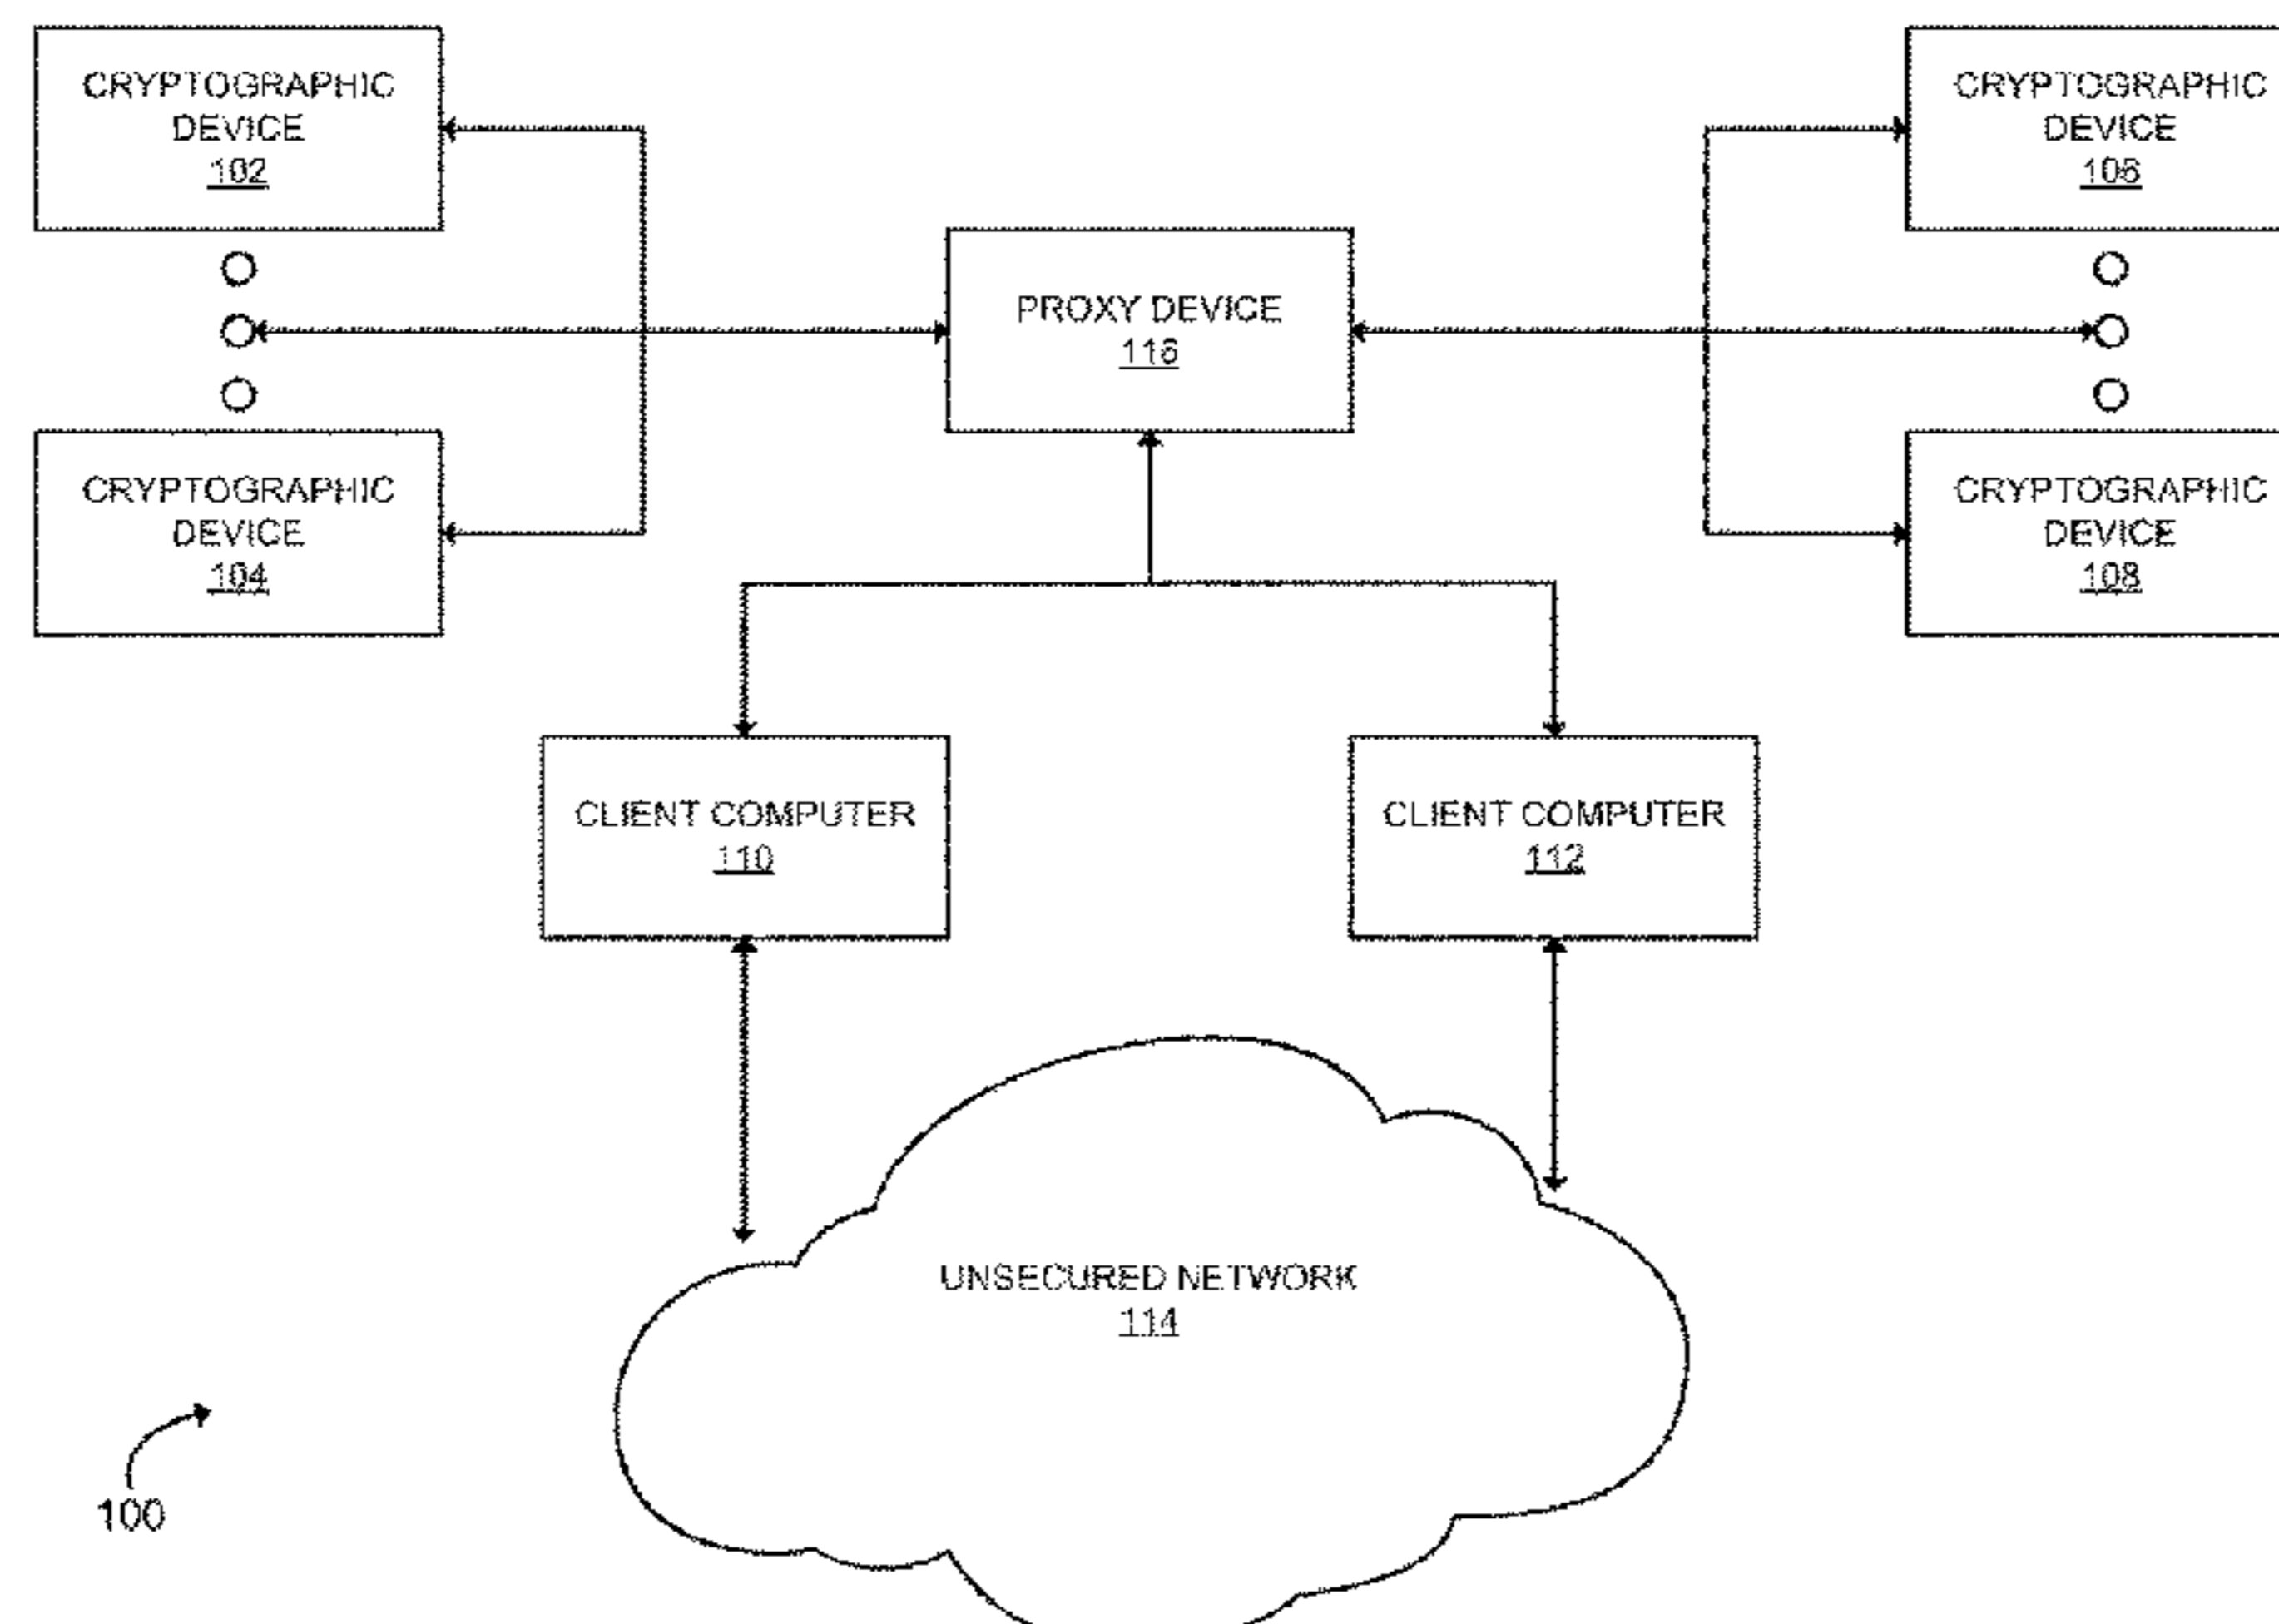 CRYPTOGRAPHIC
DEVICE
102
CRYPTOGRAPHIC
DEVICE
106
PROXY DEVICE
116
CRYPTOGRAPHIC
DEVICE
104
CRYPTOGRAPHIC
DEVICE
108
CLIENT COMPUTER
110
CLIENT COMPUTER
112
UNSECURED NETWORK
114
100